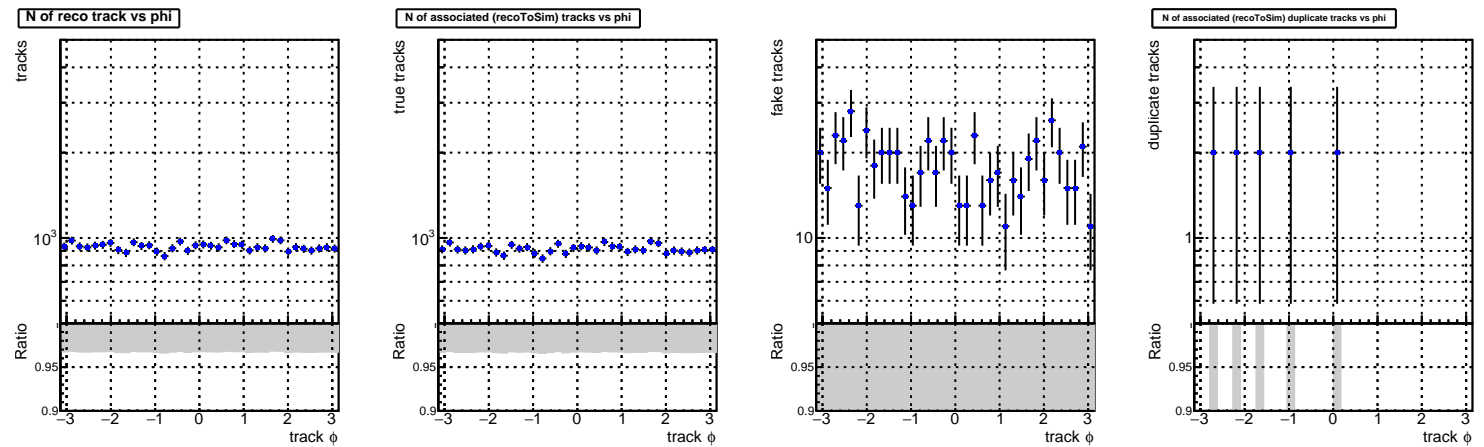 N of reco track vs phi
tracks
10³
Ratio
0.95
0.9
−3 −2 −1 0 1 2 3
track ϕ
N of associated (recoToSim) tracks vs phi
true tracks
10³
Ratio
0.95
0.9
−3 −2 −1 0 1 2 3
track ϕ
fake tracks
10
Ratio
0.95
0.9
−3 −2 −1 0 1 2 3
track ϕ
N of associated (recoToSim) duplicate tracks vs phi
duplicate tracks
1
Ratio
0.95
0.9
−3 −2 −1 0 1 2 3
track ϕ